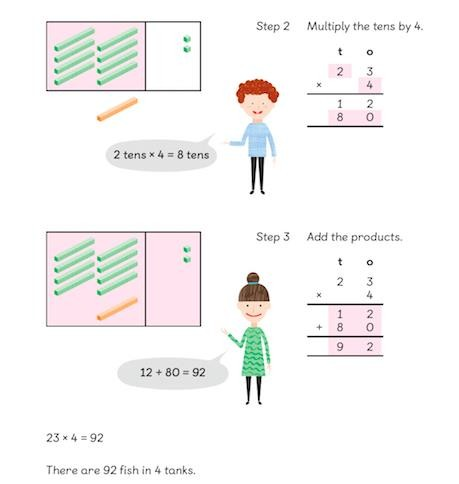 Step 2 Multiply the tens by 4.
t o
2 3
× 4
1 2
8 0
2 tens × 4 = 8 tens
Step 3 Add the products.
t o
2 3
× 4
1 2
+ 8 0
9 2
12 + 80 = 92
23 × 4 = 92
There are 92 fish in 4 tanks.